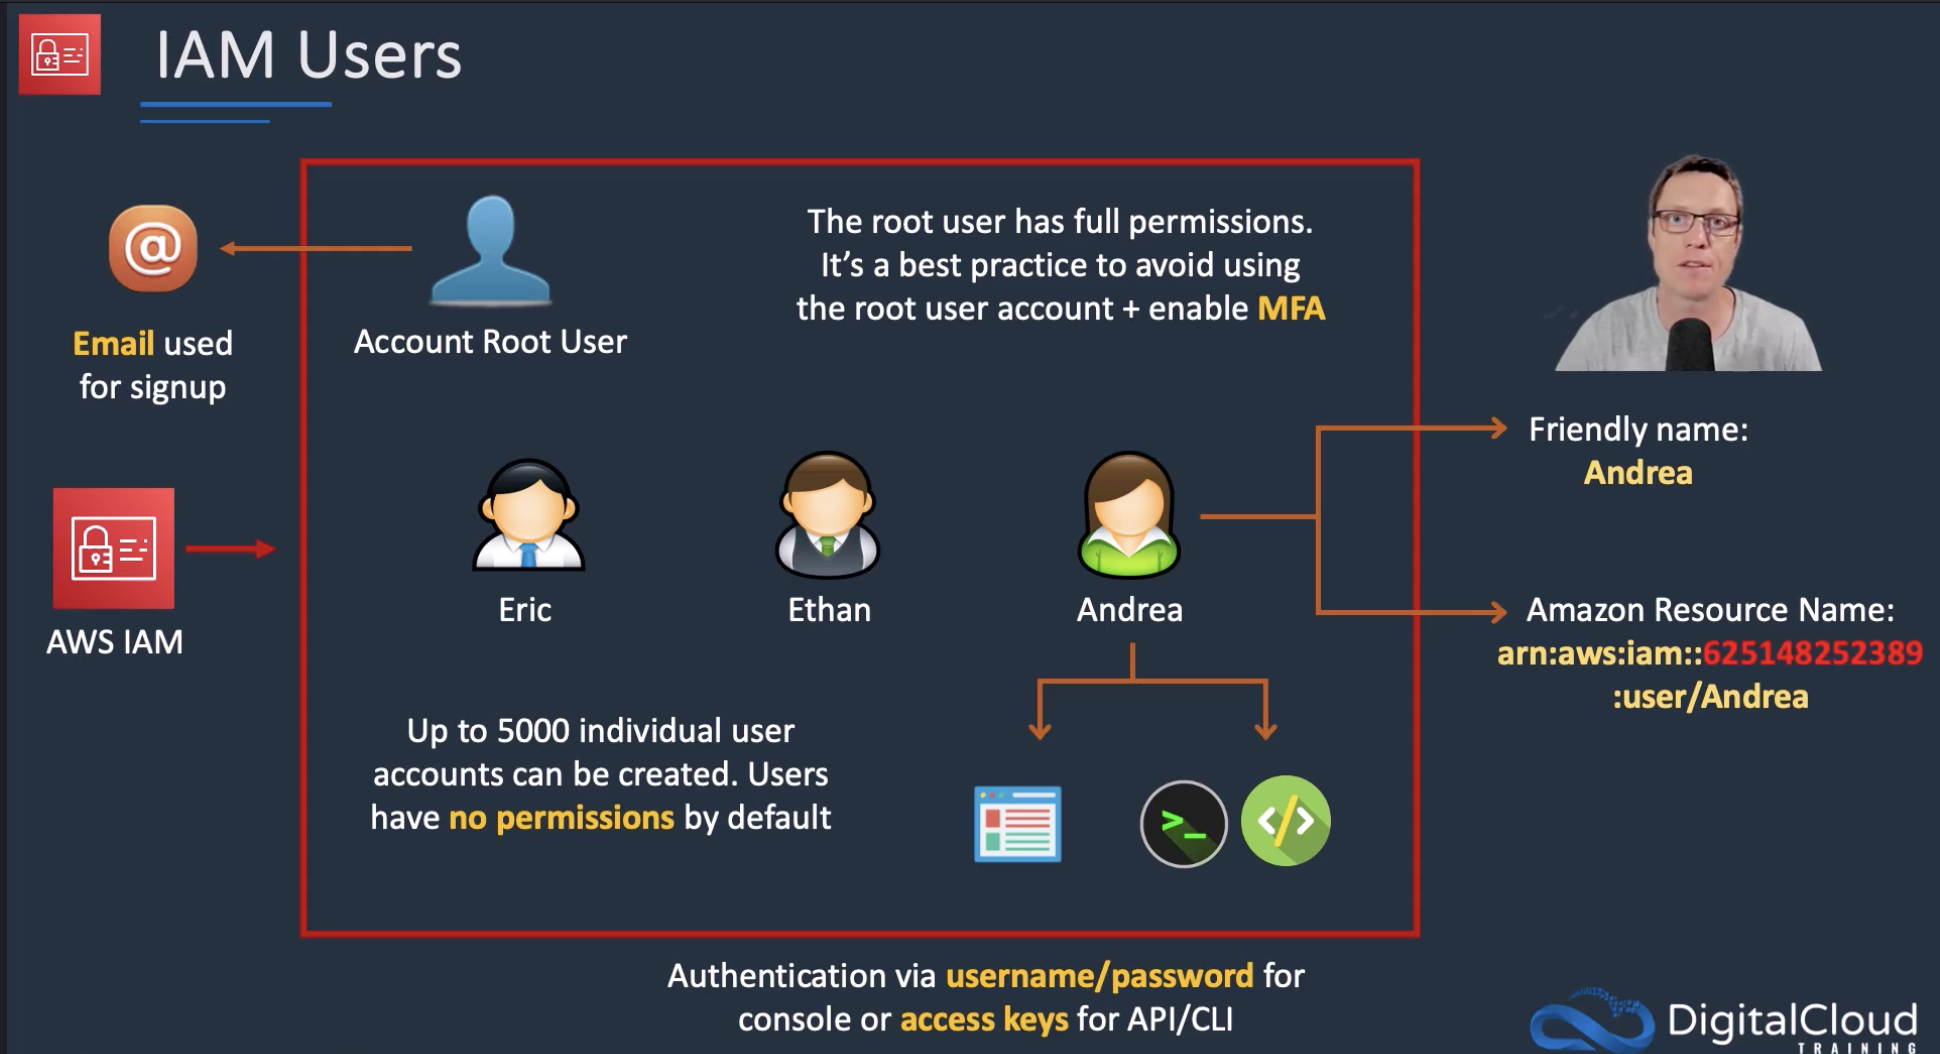 IAM Users
@
Email used
for signup
Account Root User
The root user has full permissions.
It’s a best practice to avoid using
the root user account + enable MFA
AWS IAM
Eric
Ethan
Andrea
Friendly name:
Andrea
Amazon Resource Name:
arn:aws:iam::625148252389
:user/Andrea
Up to 5000 individual user
accounts can be created. Users
have no permissions by default
>_
</>
Authentication via username/password for
console or access keys for API/CLI
DigitalCloud
TRAINING